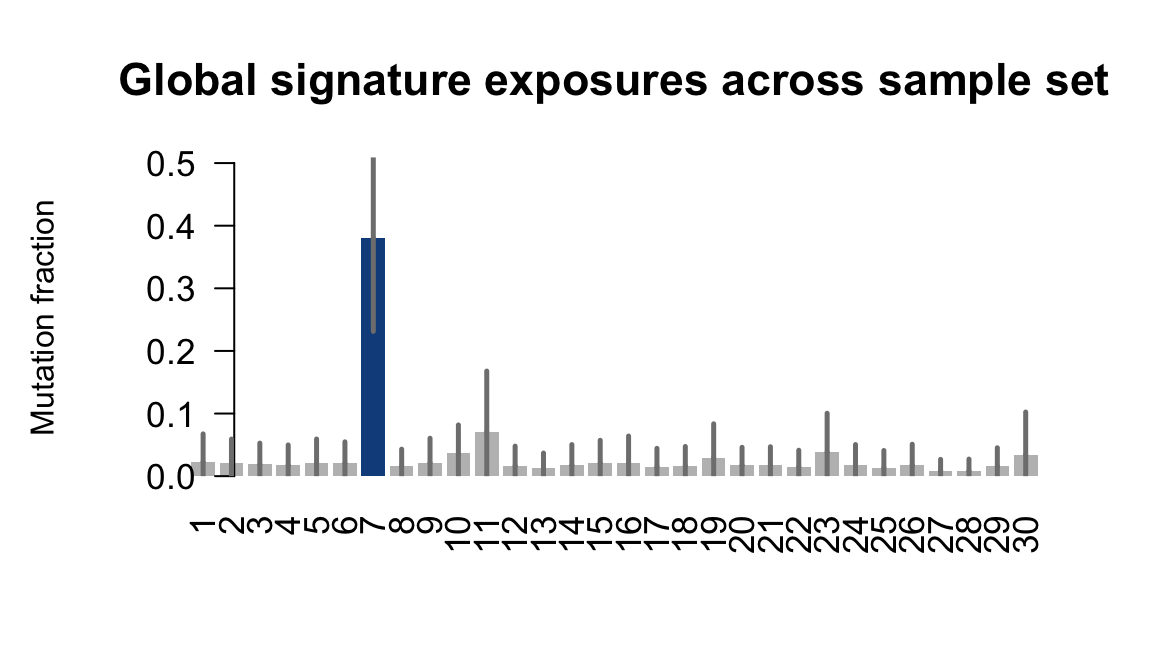 Global signature exposures across sample set
Mutation fraction
0.5
0.4
0.3
0.2
0.1
0.0
1 2 3 4 5 6 7 8 9 10 11 12 13 14 15 16 17 18 19 20 21 22 23 24 25 26 27 28 29 30